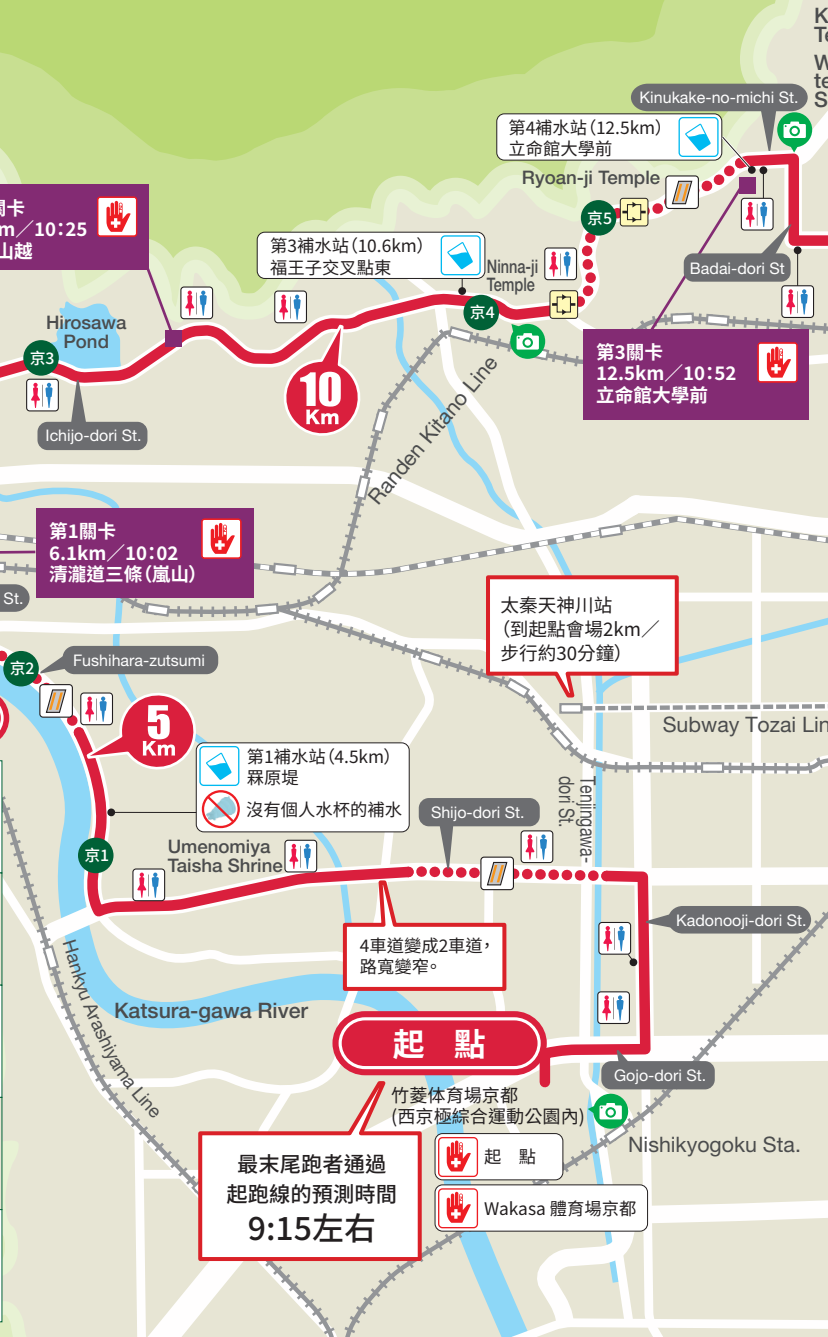 K
Te
W
te
S
Kinukake-no-michi St.
第4補水站(12.5km)
立命館大學前
Ryoan-ji Temple
京5
關卡
m／10:25
山越
第3補水站(10.6km)
福王子交叉點東
Ninna-ji
Temple
Badai-dori St
Hirosawa
Pond
京4
京3
第3關卡
12.5km／10:52
立命館大學前
10
Km
Ichijo-dori St.
Randen Kitano Line
第1關卡
6.1km／10:02
清瀧道三條(嵐山)
St.
太秦天神川站
(到起點會場2km／
步行約30分鐘)
京2
Fushihara-zutsumi
5
Km
Subway Tozai Lin
第1補水站(4.5km)
罧原堤
沒有個人水杯的補水
Tenjingawa-
dori St.
Shijo-dori St.
京1
Umenomiya
Taisha Shrine
Kadonooji-dori St.
4車道變成2車道，
路寬變窄。
Hankyu Arashiyama Line
Katsura-gawa River
起 點
Gojo-dori St.
竹菱体育場京都
(西京極綜合運動公園內)
Nishikyogoku Sta.
最末尾跑者通過
起跑線的預測時間
9:15左右
起 點
Wakasa 體育場京都